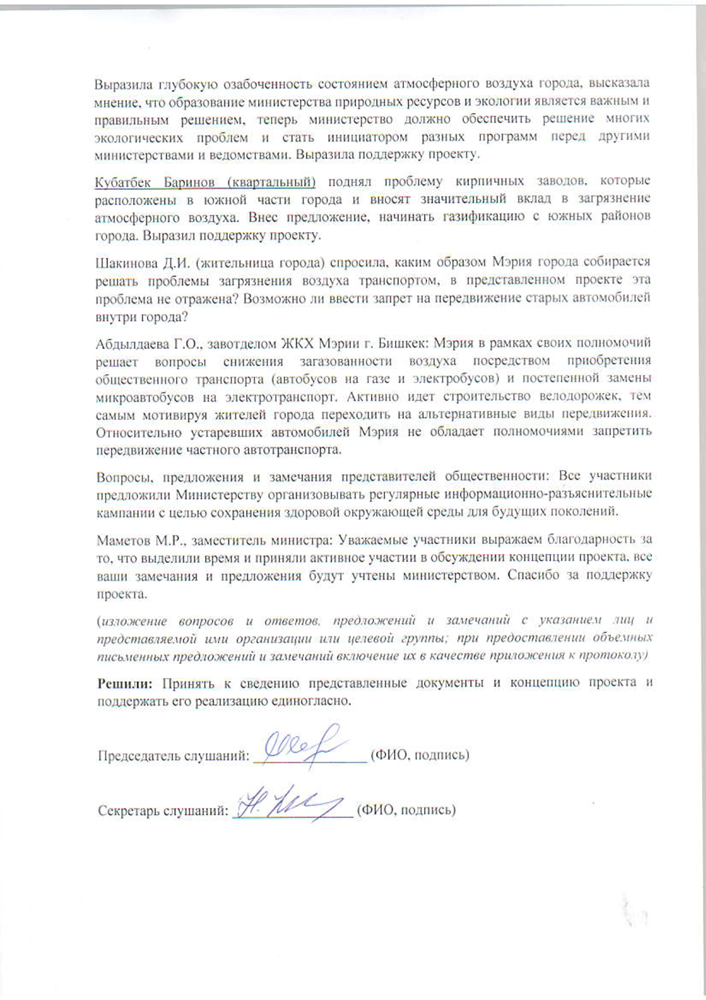 Выразила глубокую озабоченность состоянием атмосферного воздуха города, высказала
мнение, что образование министерства природных ресурсов и экологии является важным и
правильным решением, теперь министерство должно обеспечить решение многих
экологических проблем и стать инициатором разных программ перед другими
министерствами и ведомствами. Выразила поддержку проекту.
Кубатбек Баринов (квартальный) поднял проблему кирпичных заводов, которые
расположены в южной части города и вносят значительный вклад в загрязнение
атмосферного воздуха. Внес предложение, начинать газификацию с южных районов
города. Выразил поддержку проекту.
Шакинова Д.И. (жительница города) спросила, каким образом Мэрия города собирается
решать проблемы загрязнения воздуха транспортом, в представленном проекте эта
проблема не отражена? Возможно ли ввести запрет на передвижение старых автомобилей
внутри города?
Абдылдаева Г.О., завотделом ЖКХ Мэрии г. Бишкек: Мэрия в рамках своих полномочий
решает вопросы снижения загазованности воздуха посредством приобретения
общественного транспорта (автобусов на газе и электробусов) и постепенной замены
микроавтобусов на электротранспорт. Активно идет строительство велодорожек, тем
самым мотивируя жителей города переходить на альтернативные виды передвижения.
Относительно устаревших автомобилей Мэрия не обладает полномочиями запретить
передвижение частного автотранспорта.
Вопросы, предложения и замечания представителей общественности: Все участники
предложили Министерству организовывать регулярные информационно-разъяснительные
кампании с целью сохранения здоровой окружающей среды для будущих поколений.
Маметов М.Р., заместитель министра: Уважаемые участники выражаем благодарность за
то, что выделили время и приняли активное участии в обсуждении концепции проекта, все
ваши замечания и предложения будут учтены министерством. Спасибо за поддержку
проекта.
(изложение вопросов и ответов, предложений и замечаний с указанием лиц и
представляемой ими организации или целевой группы; при предоставлении объемных
письменных предложений и замечаний включение их в качестве приложения к протоколу)
Решили: Принять к сведению представленные документы и концепцию проекта и
поддержать его реализацию единогласно.
Председатель слушаний: (ФИО, подпись)
Секретарь слушаний: (ФИО, подпись)